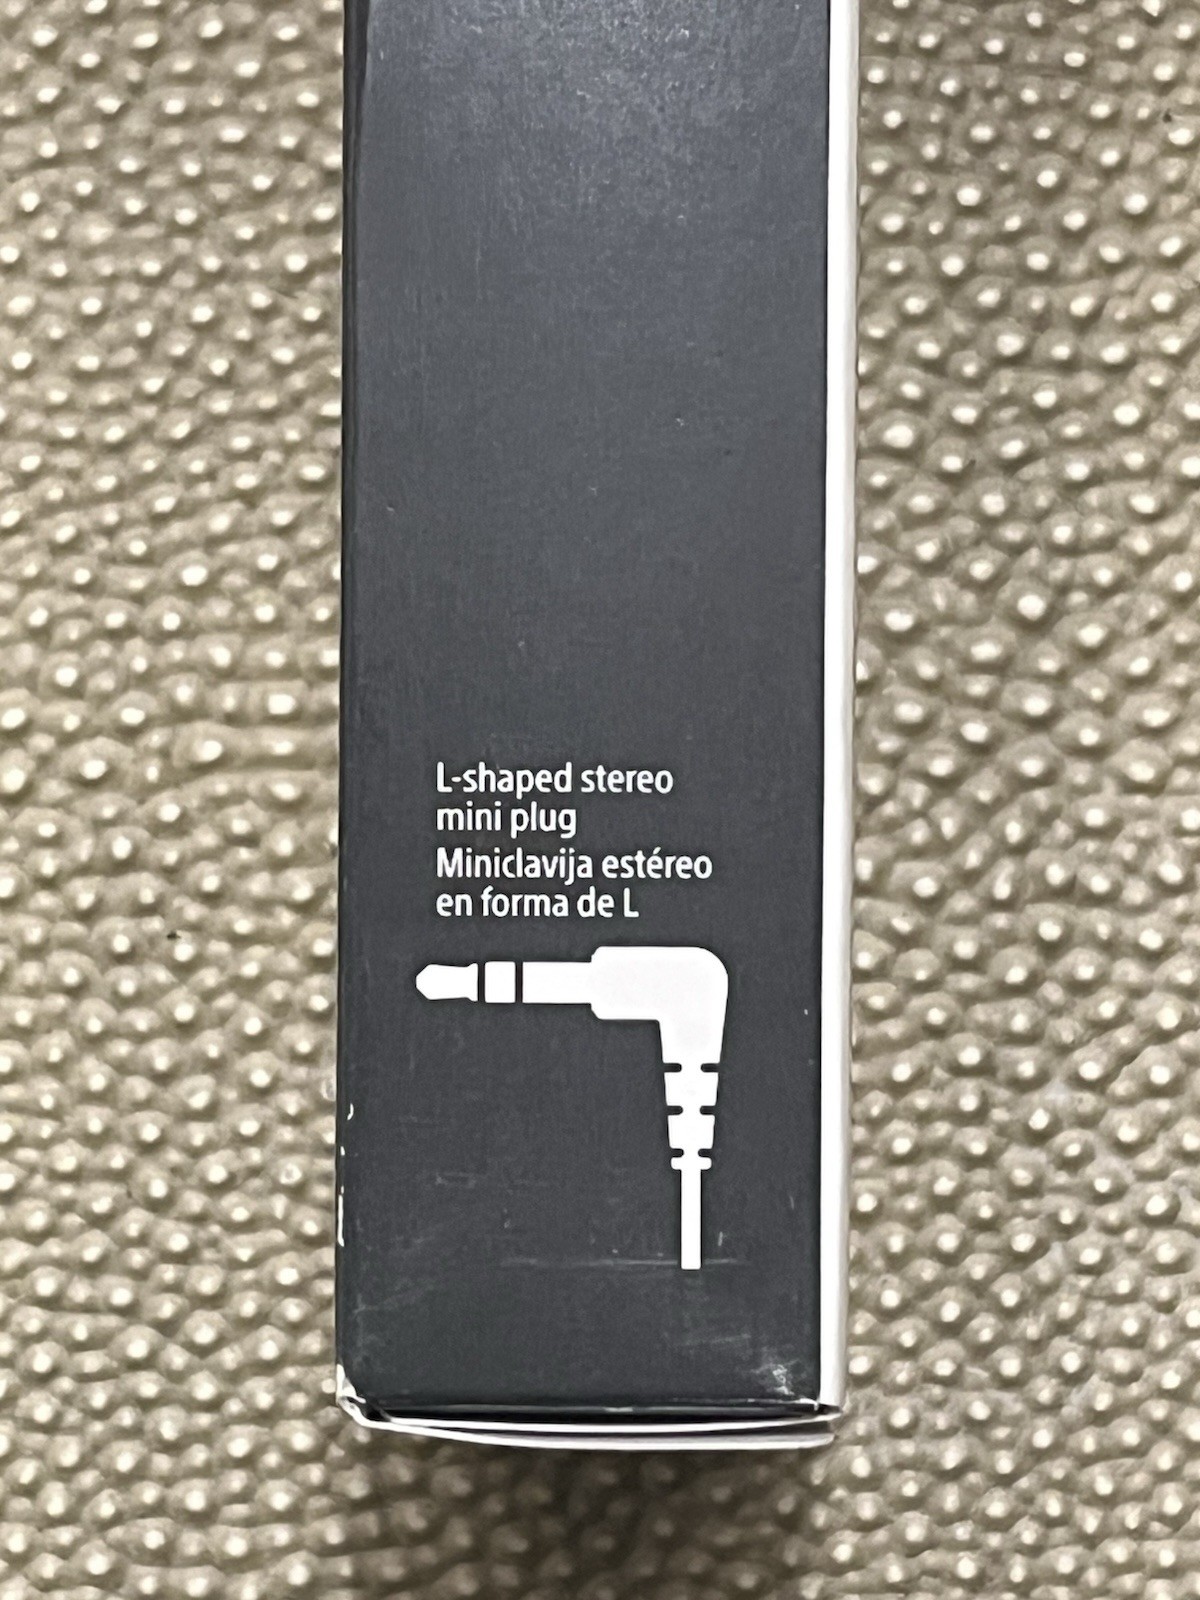 L-shaped stereo
mini plug
Miniclavija estéreo
en forma de L